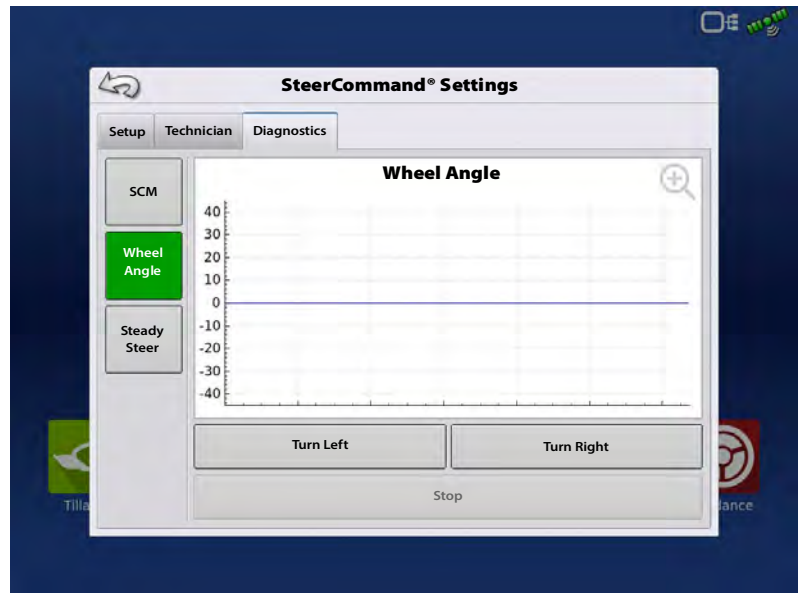 SteerCommand® Settings
Setup
Technician
Diagnostics
SCM
Wheel
Angle
Steady
Steer
Wheel Angle
40
30
20
10
0
-10
-20
-30
-40
Turn Left
Turn Right
Stop
Tilla
dance